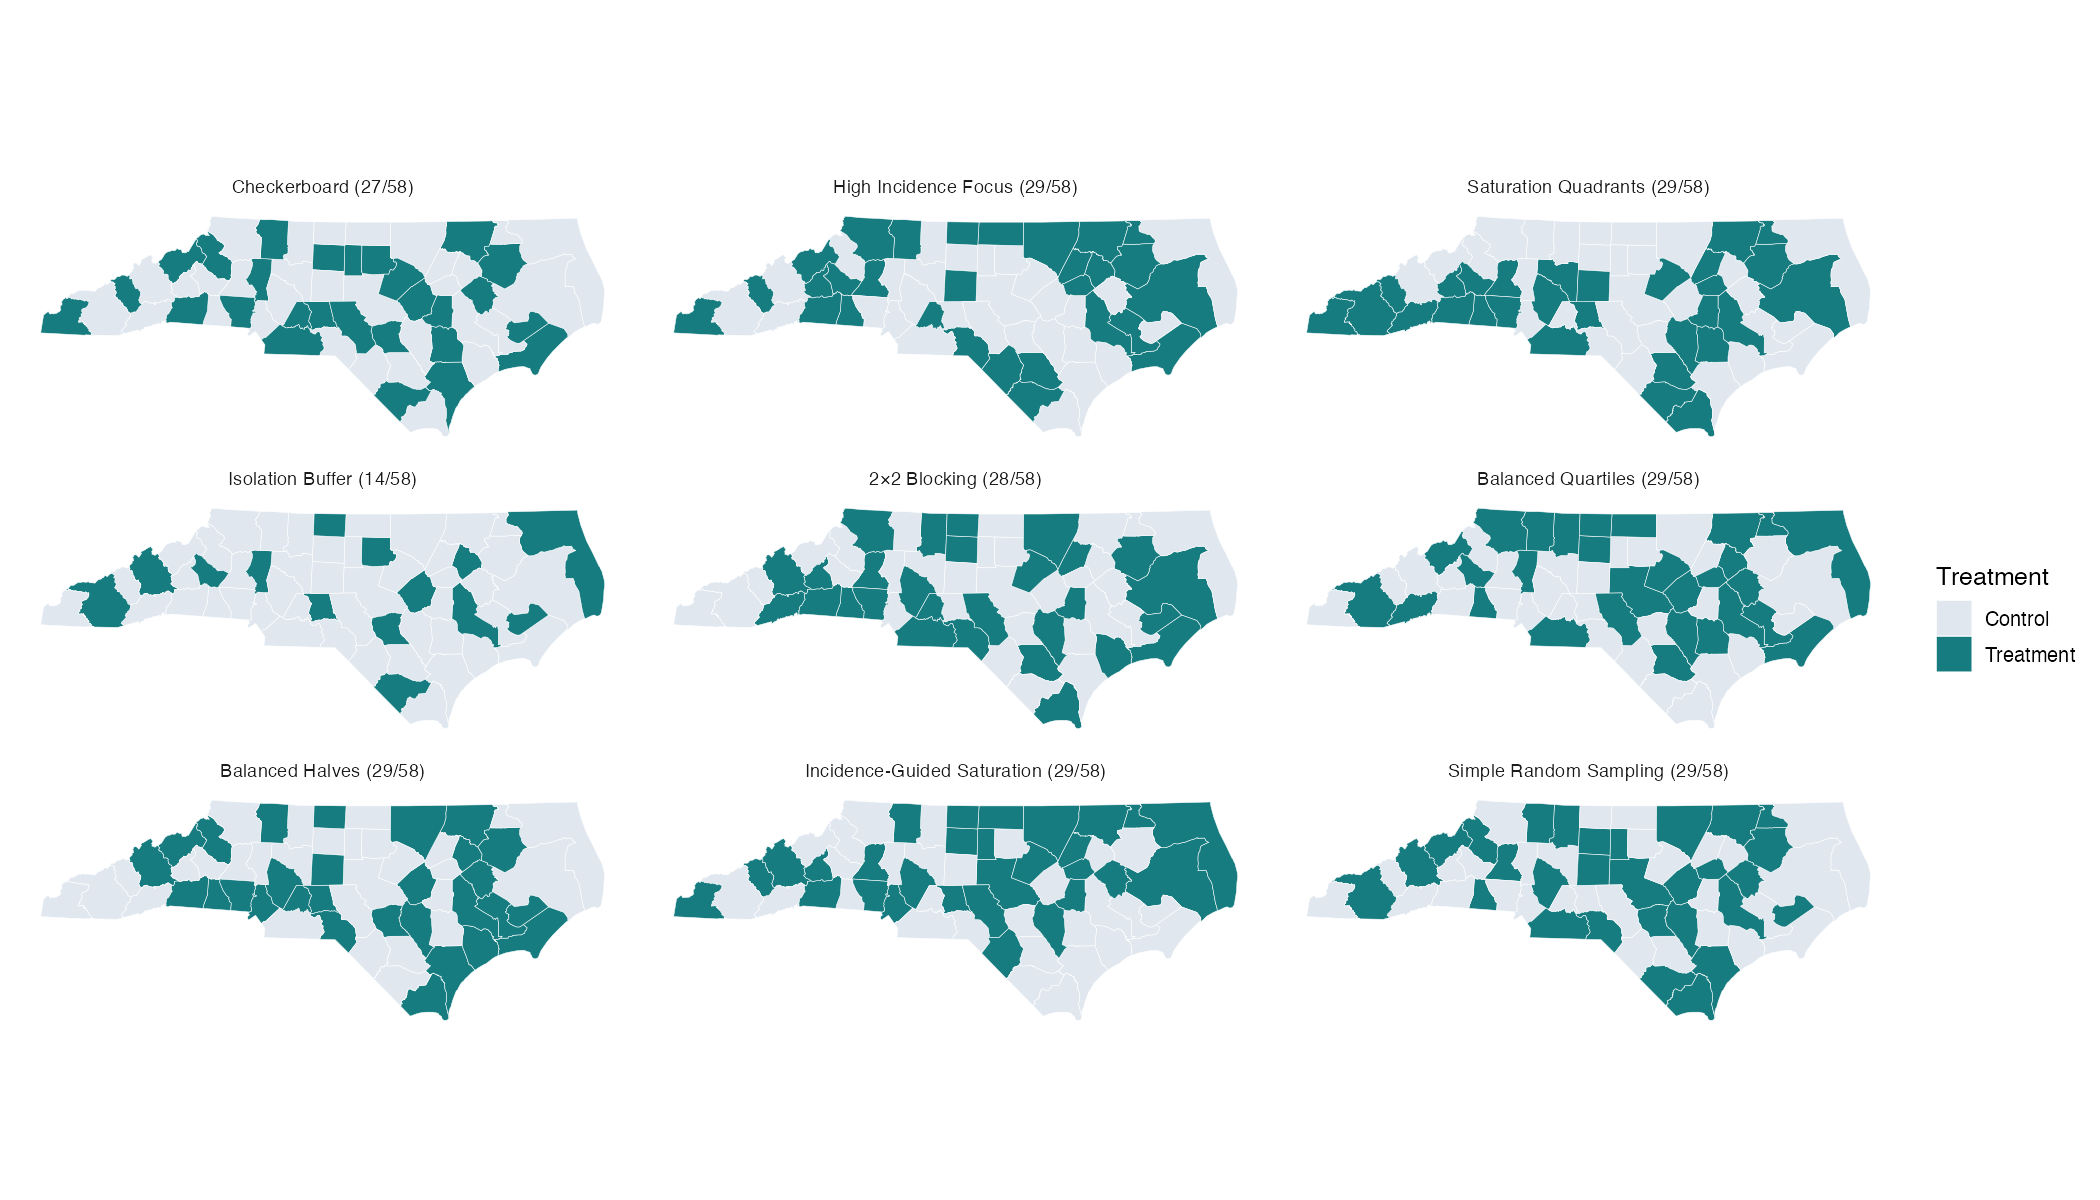 Checkerboard (27/58)
High Incidence Focus (29/58)
Saturation Quadrants (29/58)
Isolation Buffer (14/58)
2×2 Blocking (28/58)
Balanced Quartiles (29/58)
Treatment
Control
Treatment
Balanced Halves (29/58)
Incidence-Guided Saturation (29/58)
Simple Random Sampling (29/58)